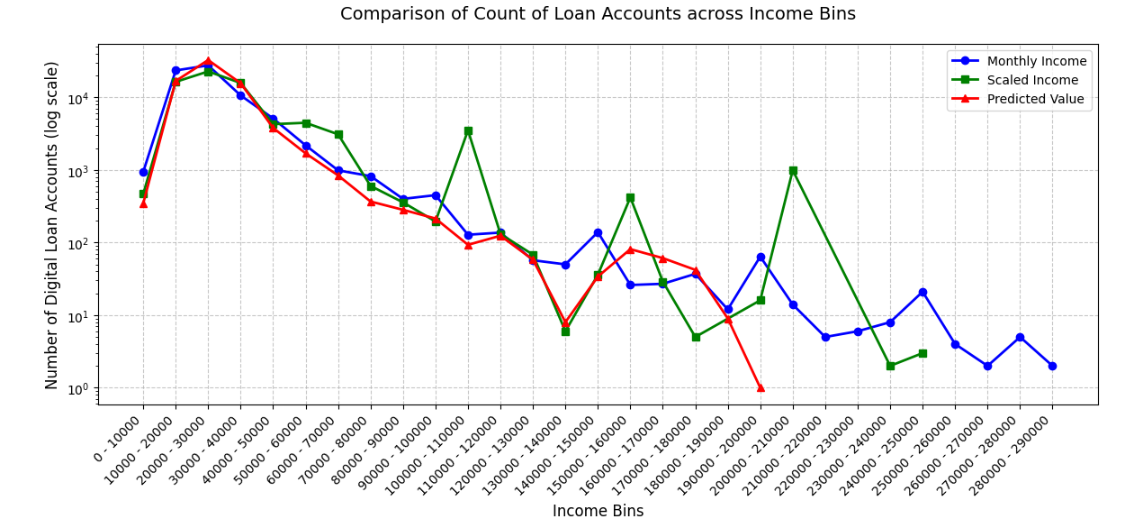 Comparison of Count of Loan Accounts across Income Bins
Number of Digital Loan Accounts (log scale)
10⁴
10³
10²
10¹
10⁰
Monthly Income
Scaled Income
Predicted Value
0 - 10000
10000 - 20000
20000 - 30000
30000 - 40000
40000 - 50000
50000 - 60000
60000 - 70000
70000 - 80000
80000 - 90000
90000 - 100000
100000 - 110000
110000 - 120000
120000 - 130000
130000 - 140000
140000 - 150000
150000 - 160000
160000 - 170000
170000 - 180000
180000 - 190000
190000 - 200000
200000 - 210000
210000 - 220000
220000 - 230000
230000 - 240000
240000 - 250000
250000 - 260000
260000 - 270000
270000 - 280000
280000 - 290000
Income Bins